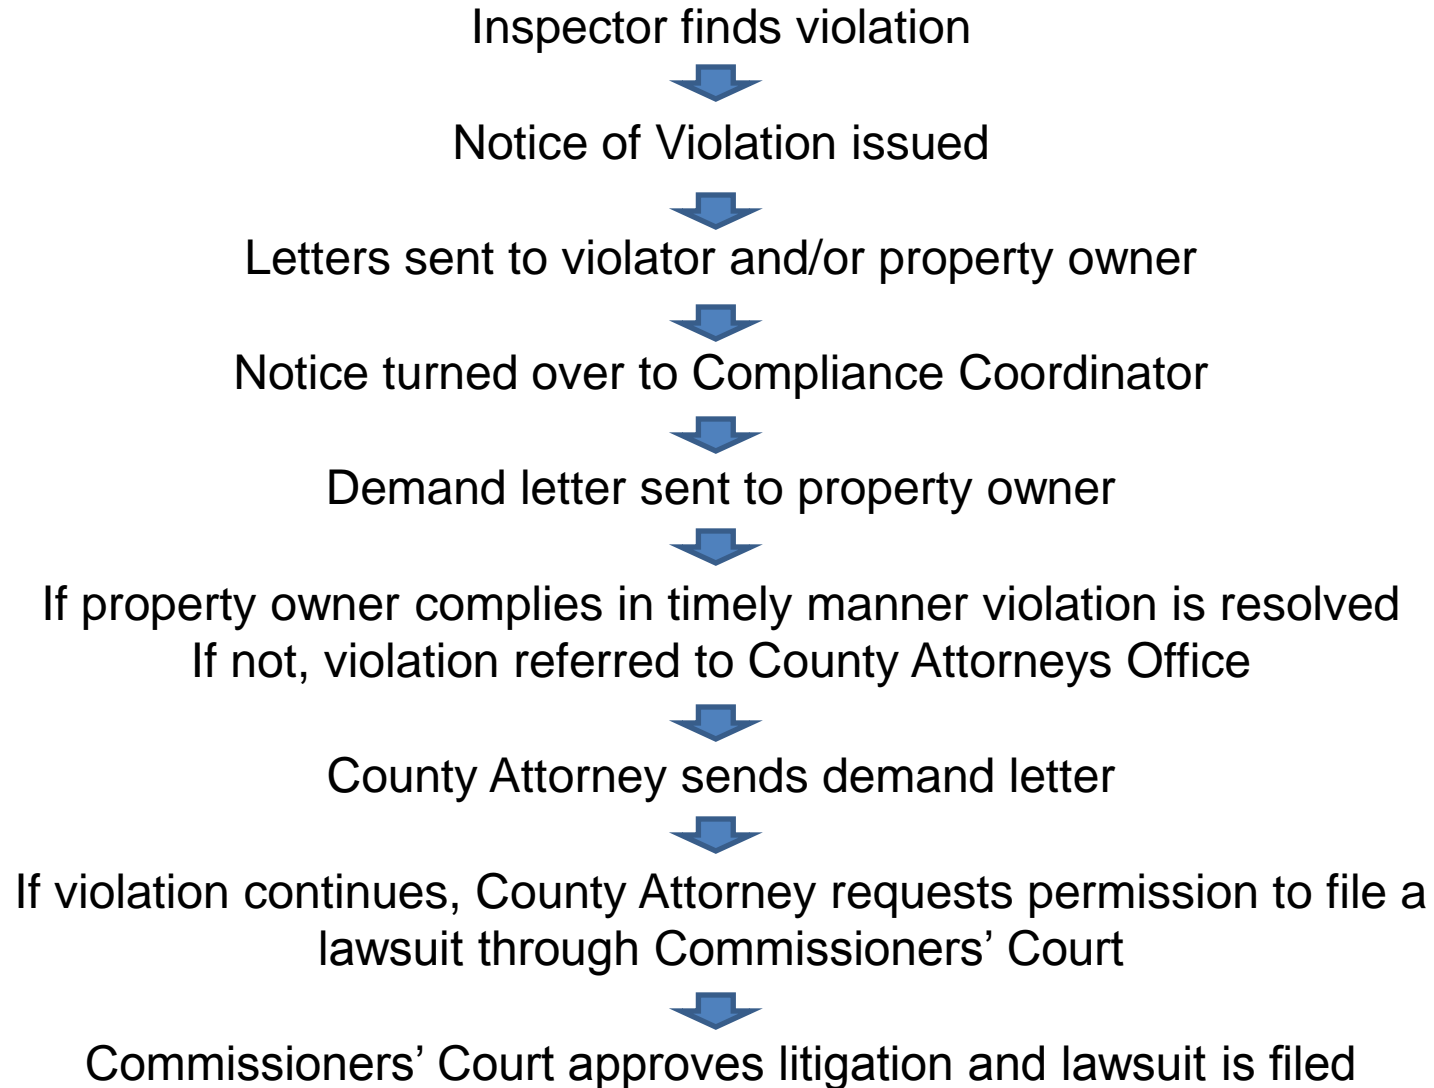 Inspector finds violation
Notice of Violation issued
Letters sent to violator and/or property owner
Notice turned over to Compliance Coordinator
Demand letter sent to property owner
If property owner complies in timely manner violation is resolved
If not, violation referred to County Attorneys Office
County Attorney sends demand letter
If violation continues, County Attorney requests permission to file a
lawsuit through Commissioners’ Court
Commissioners’ Court approves litigation and lawsuit is filed